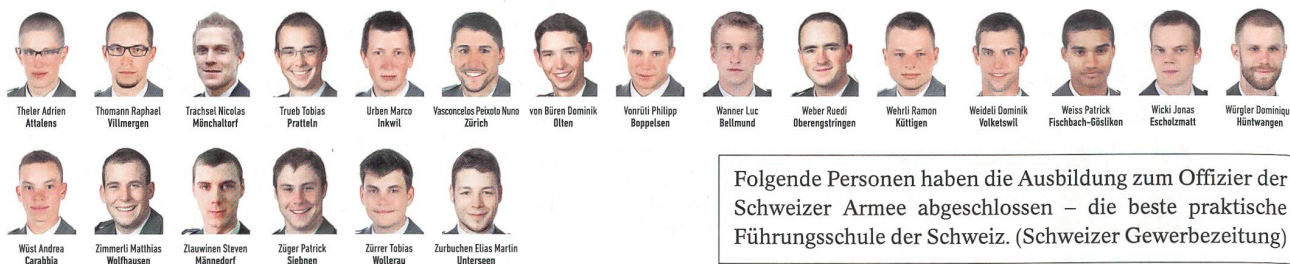 Theler Adrien
Attalens
Thomann Raphael
Villmergen
Trachsel Nicolas
Mönchaltorf
Trueb Tobias
Pratteln
Urben Marco
Inkwil
Vasconcelos Peixoto Nuno
Zürich
von Büren Dominik
Olten
Vonrüti Philipp
Boppelsen
Wanner Luc
Bellmund
Weber Ruedi
Oberengstringen
Wehrli Ramon
Küttigen
Weideli Dominik
Volketswil
Weiss Patrick
Fischbach-Göslikon
Wicki Jonas
Escholzmatt
Würgler Dominique
Hüntwangen
Wüst Andrea
Carabbia
Zimmerli Matthias
Wolfhausen
Zlauwinen Steven
Männedorf
Züger Patrick
Siebnen
Zürrer Tobias
Wollerau
Zurbuchen Elias Martin
Unterseen
Folgende Personen haben die Ausbildung zum Offizier der
Schweizer Armee abgeschlossen – die beste praktische
Führungsschule der Schweiz. (Schweizer Gewerbezeitung)